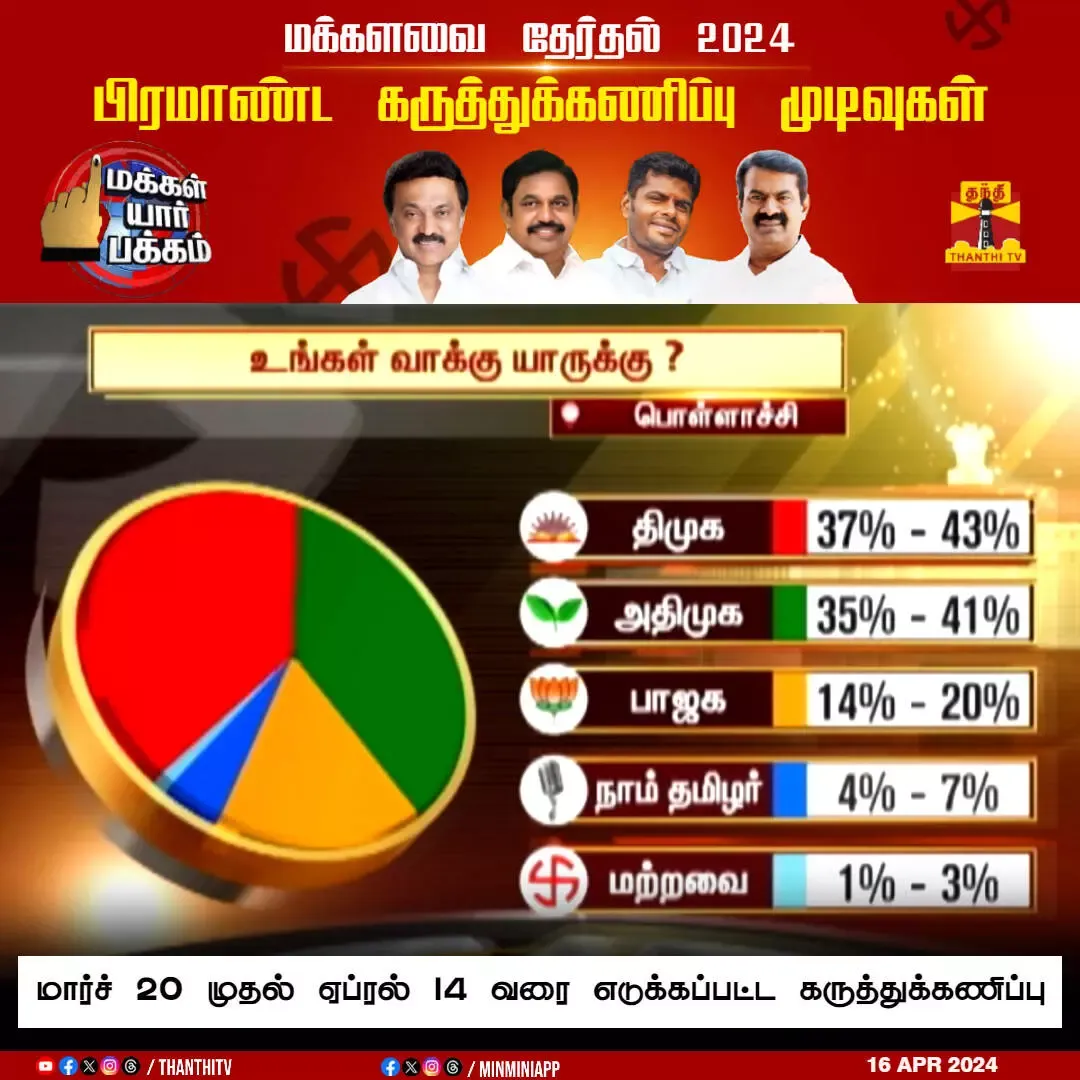 மக்களவை தேர்தல் 2024
பிரமாண்ட கருத்துக்கணிப்பு முடிவுகள்
மக்கள்
யார்
பக்கம்
தந்தி
THANTHI TV
உங்கள் வாக்கு யாருக்கு ?
பொள்ளாச்சி
திமுக 37% - 43%
அதிமுக 35% - 41%
பாஜக 14% - 20%
நாம் தமிழர் 4% - 7%
மற்றவை 1% - 3%
மார்ச் 20 முதல் ஏப்ரல் 14 வரை எடுக்கப்பட்ட கருத்துக்கணிப்பு
/ THANTHITV / MINMINIAPP 16 APR 2024